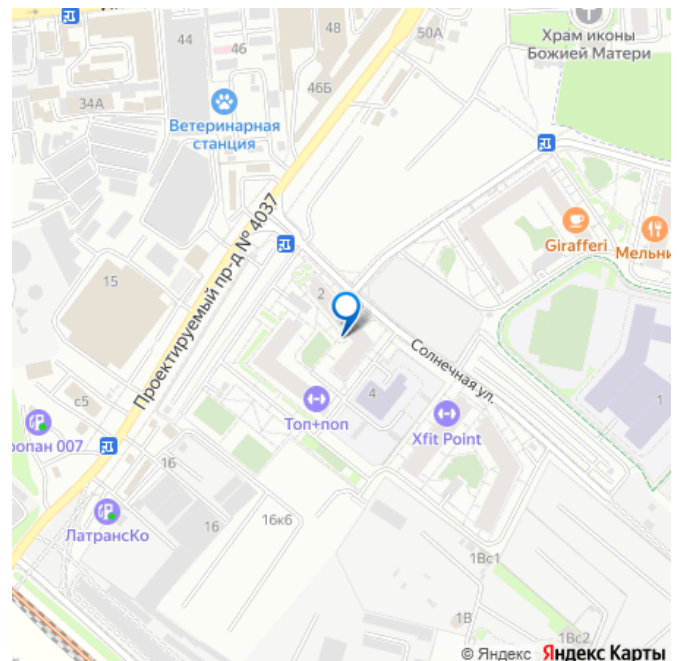 48
50А
44
46
46Б
34А
Храм иконы
Божией Матери
Ветеринарная
станция
Проектируемый пр-д № 4037
Giraffferi
Мельни
15
2
Солнечная ул.
1
с5
4
Топ+поп
Xfit Point
ропан 007
16
ЛатрансКо
16
16к6
1Вс1
1В
1Вс2
© Яндекс Яндекс Карты